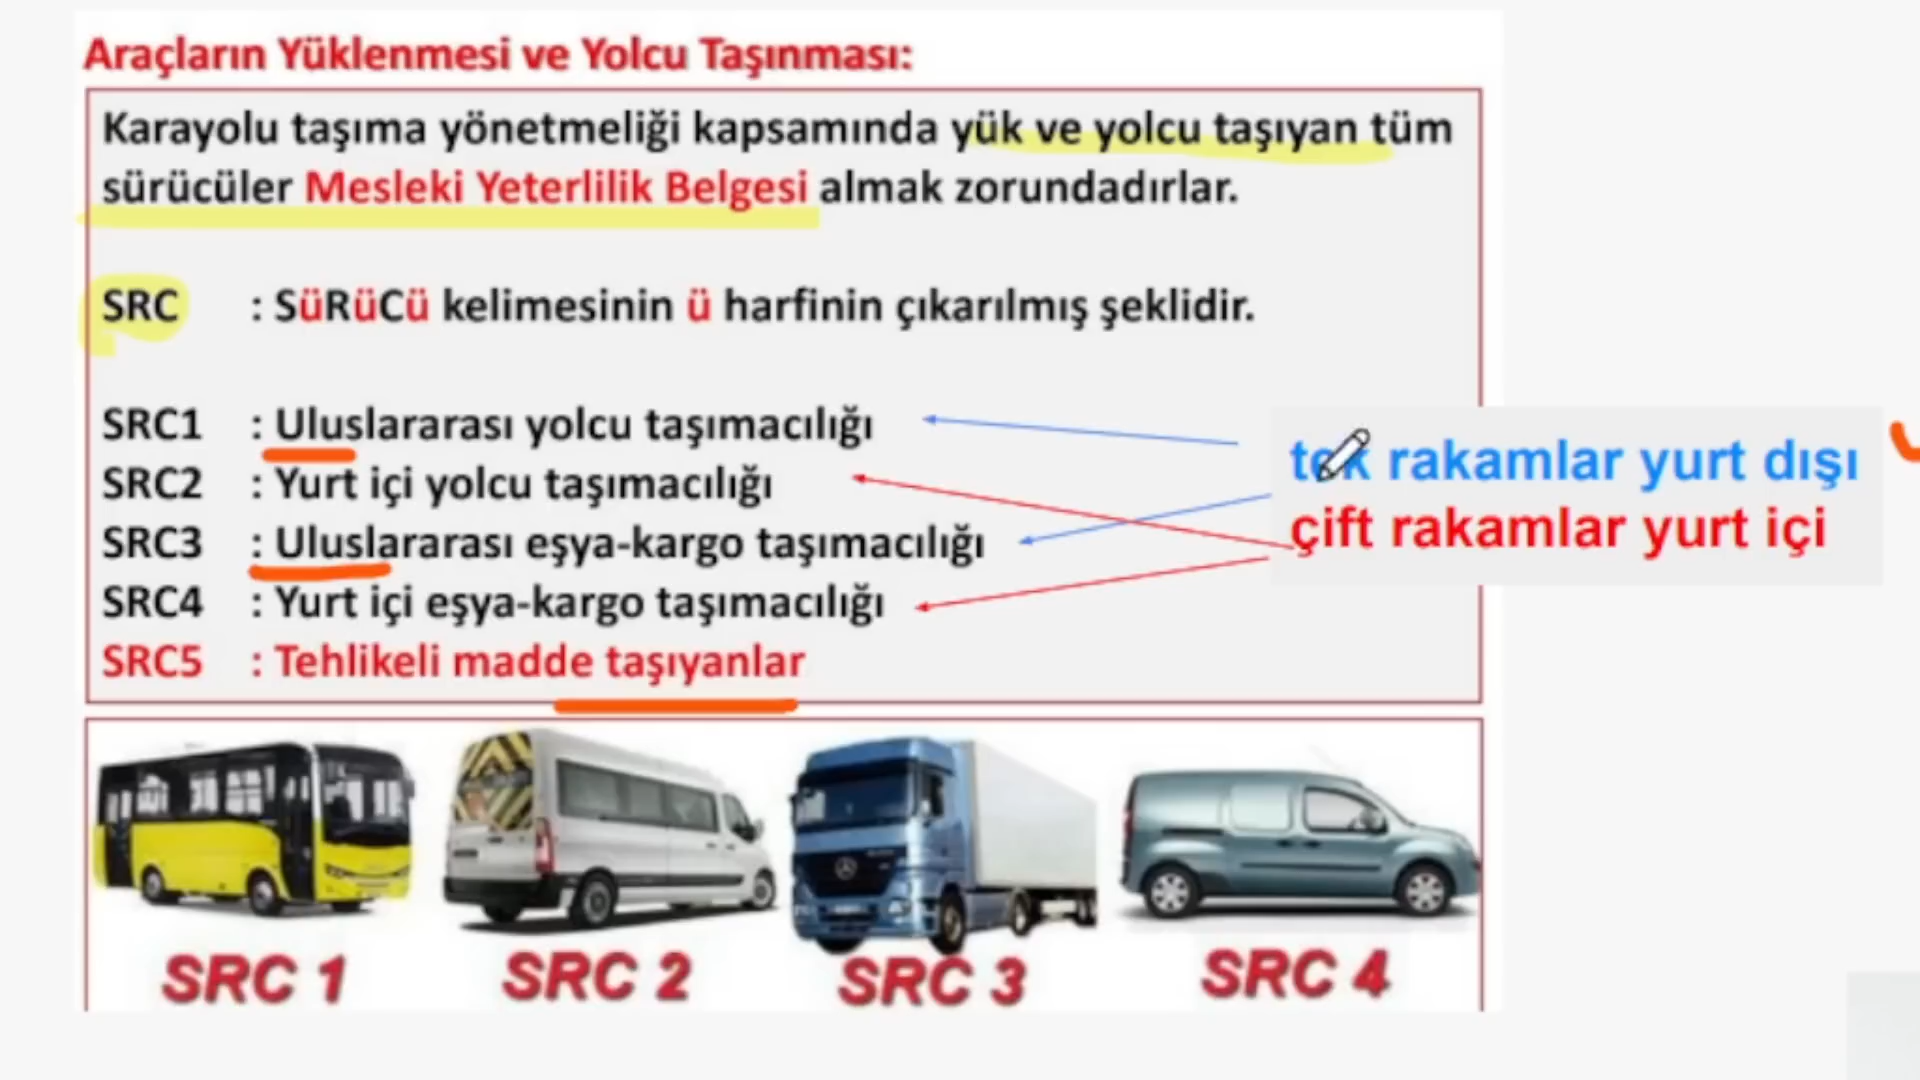 Araçların Yüklenmesi ve Yolcu Taşınması:
Karayolu taşıma yönetmeliği kapsamında yük ve yolcu taşıyan tüm
sürücüler Mesleki Yeterlilik Belgesi almak zorundadırlar.
SRC : SüRüCü kelimesinin ü harfinin çıkarılmış şeklidir.
SRC1 : Uluslararası yolcu taşımacılığı
SRC2 : Yurt içi yolcu taşımacılığı
SRC3 : Uluslararası eşya-kargo taşımacılığı
SRC4 : Yurt içi eşya-kargo taşımacılığı
SRC5 : Tehlikeli madde taşıyanlar
tek rakamlar yurt dışı
çift rakamlar yurt içi
SRC 1
SRC 2
SRC 3
SRC 4